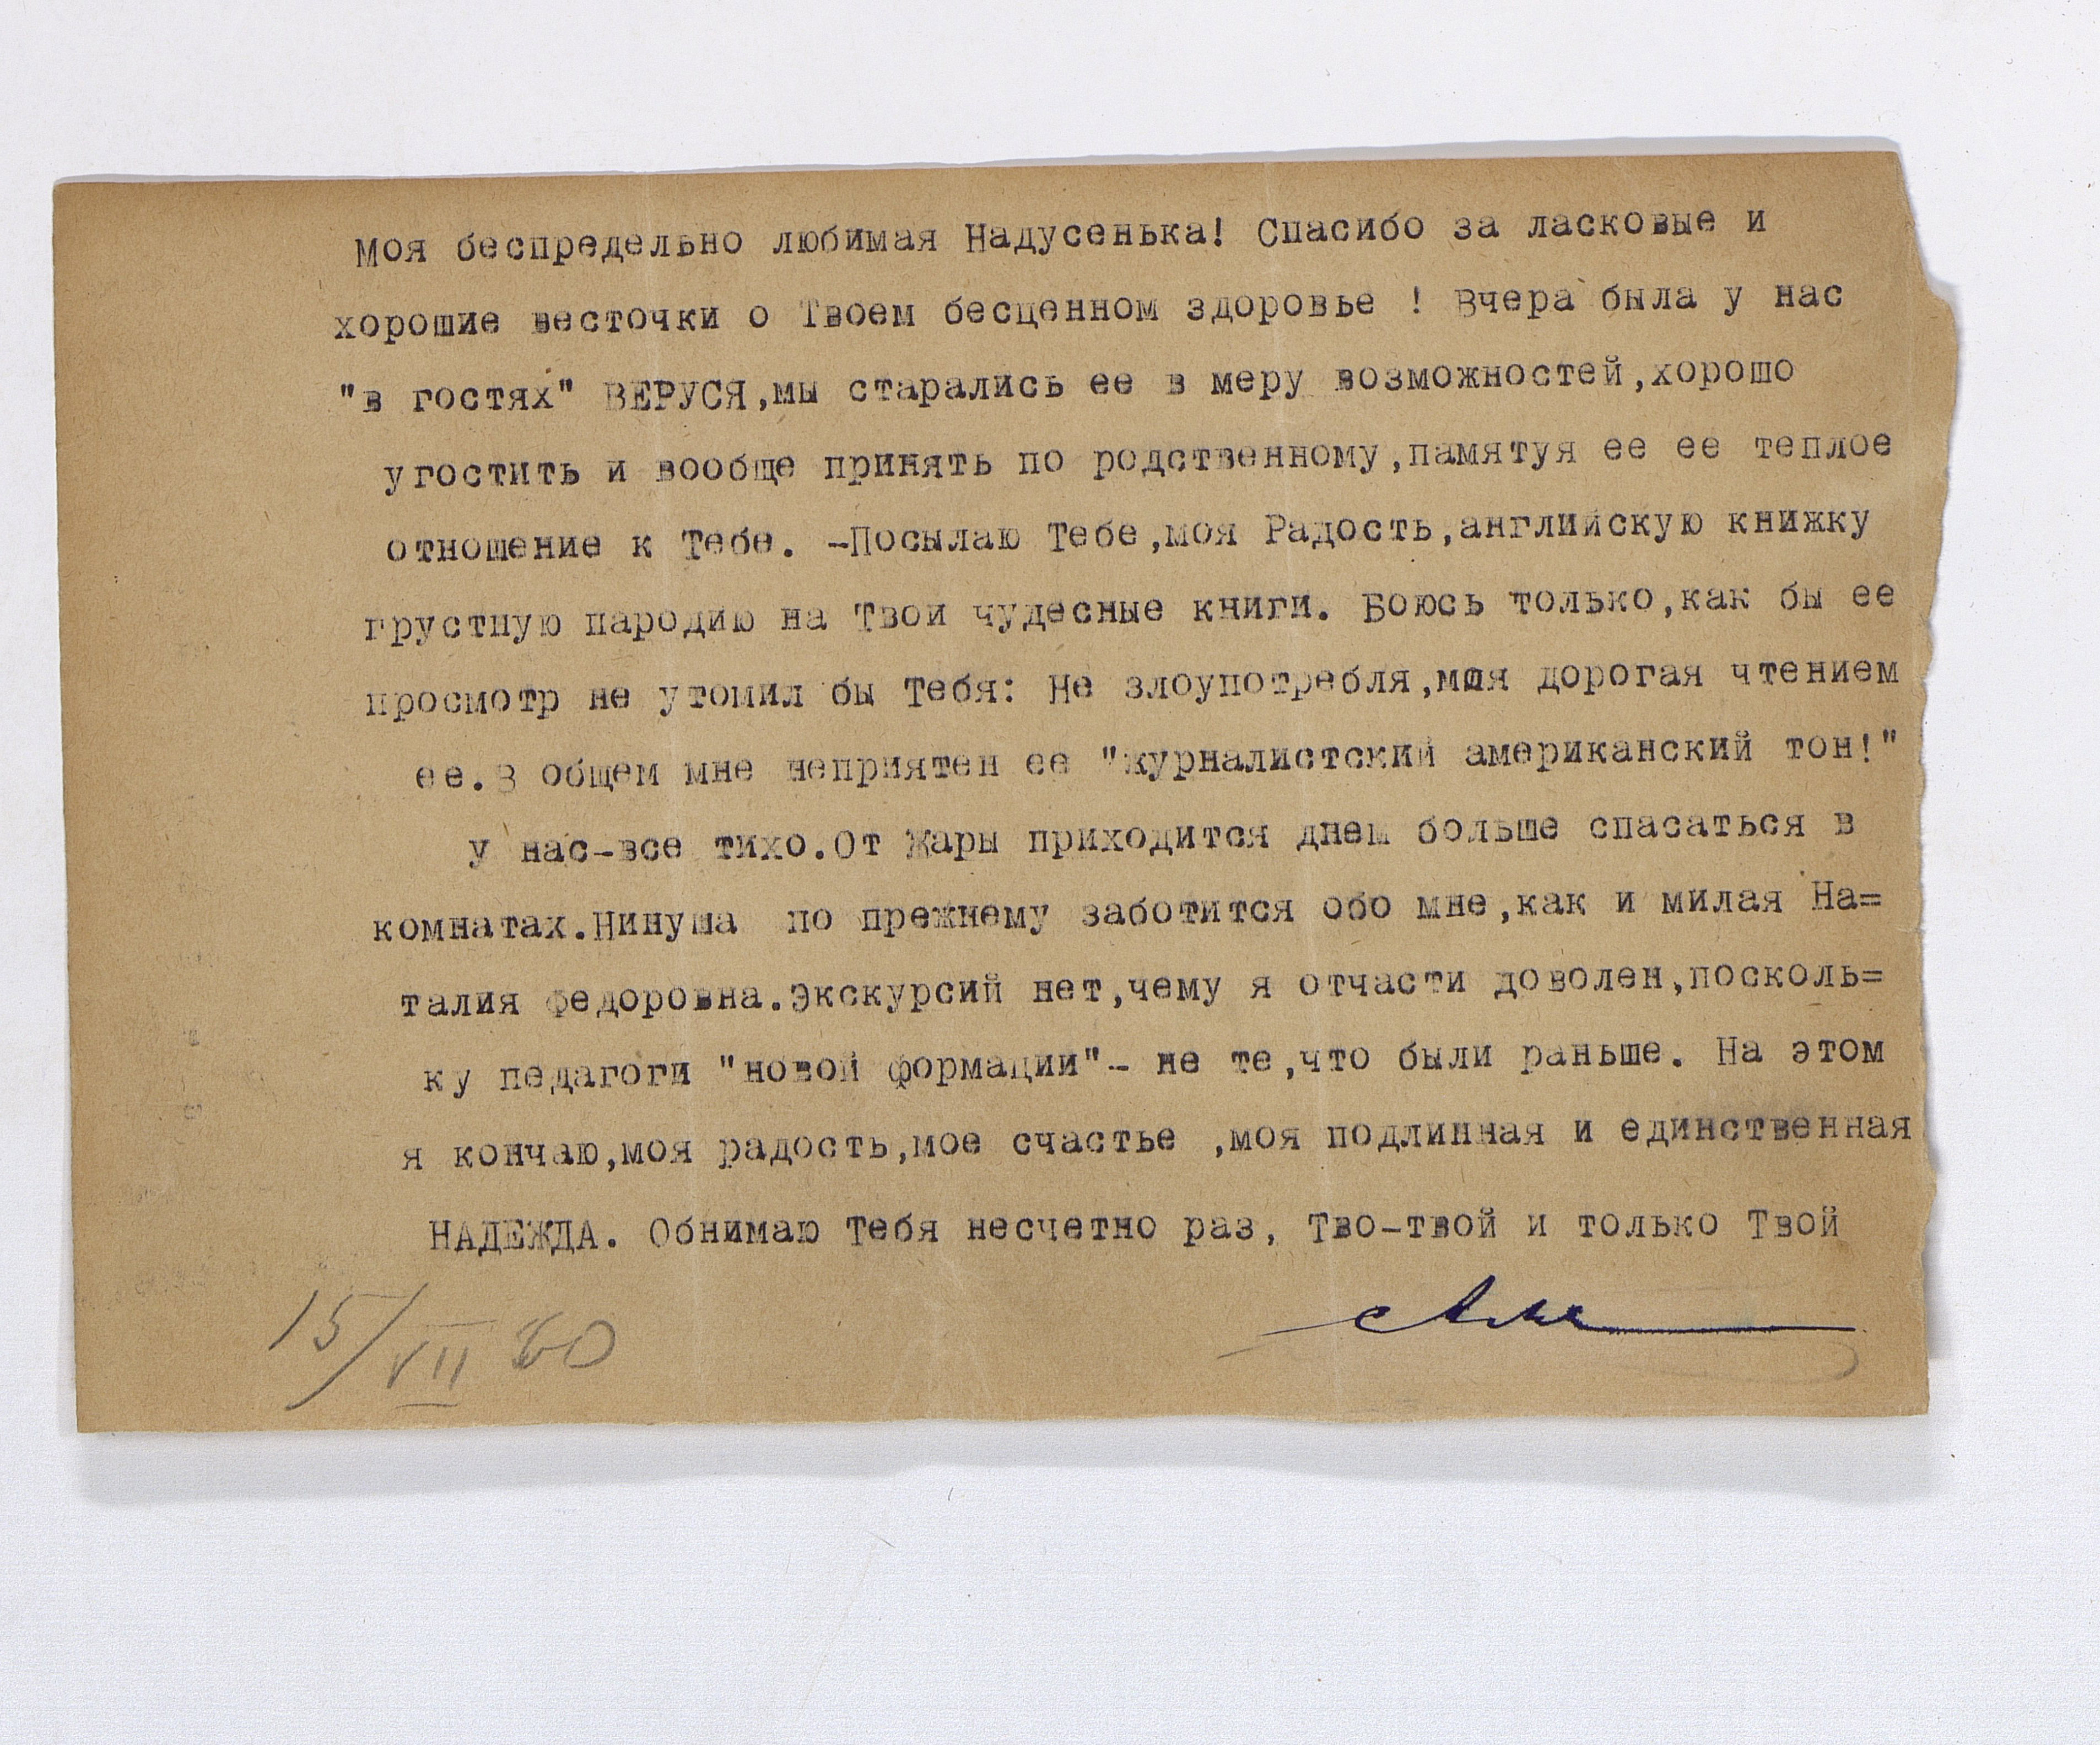 Моя беспредельно любимая Надусенька! Спасибо за ласковые и
хорошие весточки о Твоем бесценном здоровье ! Вчера была у нас
"в гостях" ВЕРУСЯ,мы старались ее в меру возможностей,хорошо
угостить и вообще принять по родственному,памятуя ее ее теплое
отношение к Тебе. -Посылаю Тебе,моя Радость,английскую книжку
грустную пародию на Твои чудесные книги. Боюсь только,как бы ее
просмотр не утомил бы Тебя: Не злоупотребля,моя дорогая чтением
ее.В общем мне неприятен ее "журналистский американский тон!"
У нас-все тихо.От жары приходится днем больше спасаться в
комнатах.Нинуша по прежнему заботится обо мне,как и милая На=
талия Федоровна.Экскурсий нет,чему я отчасти доволен,посколь=
ку педагоги "новой формации"- не те,что были раньше. На этом
я кончаю,моя радость,мое счастье ,моя подлинная и единственная
НАДЕЖДА. Обнимаю Тебя несчетно раз, Тво-твой и только Твой
15/VII 60